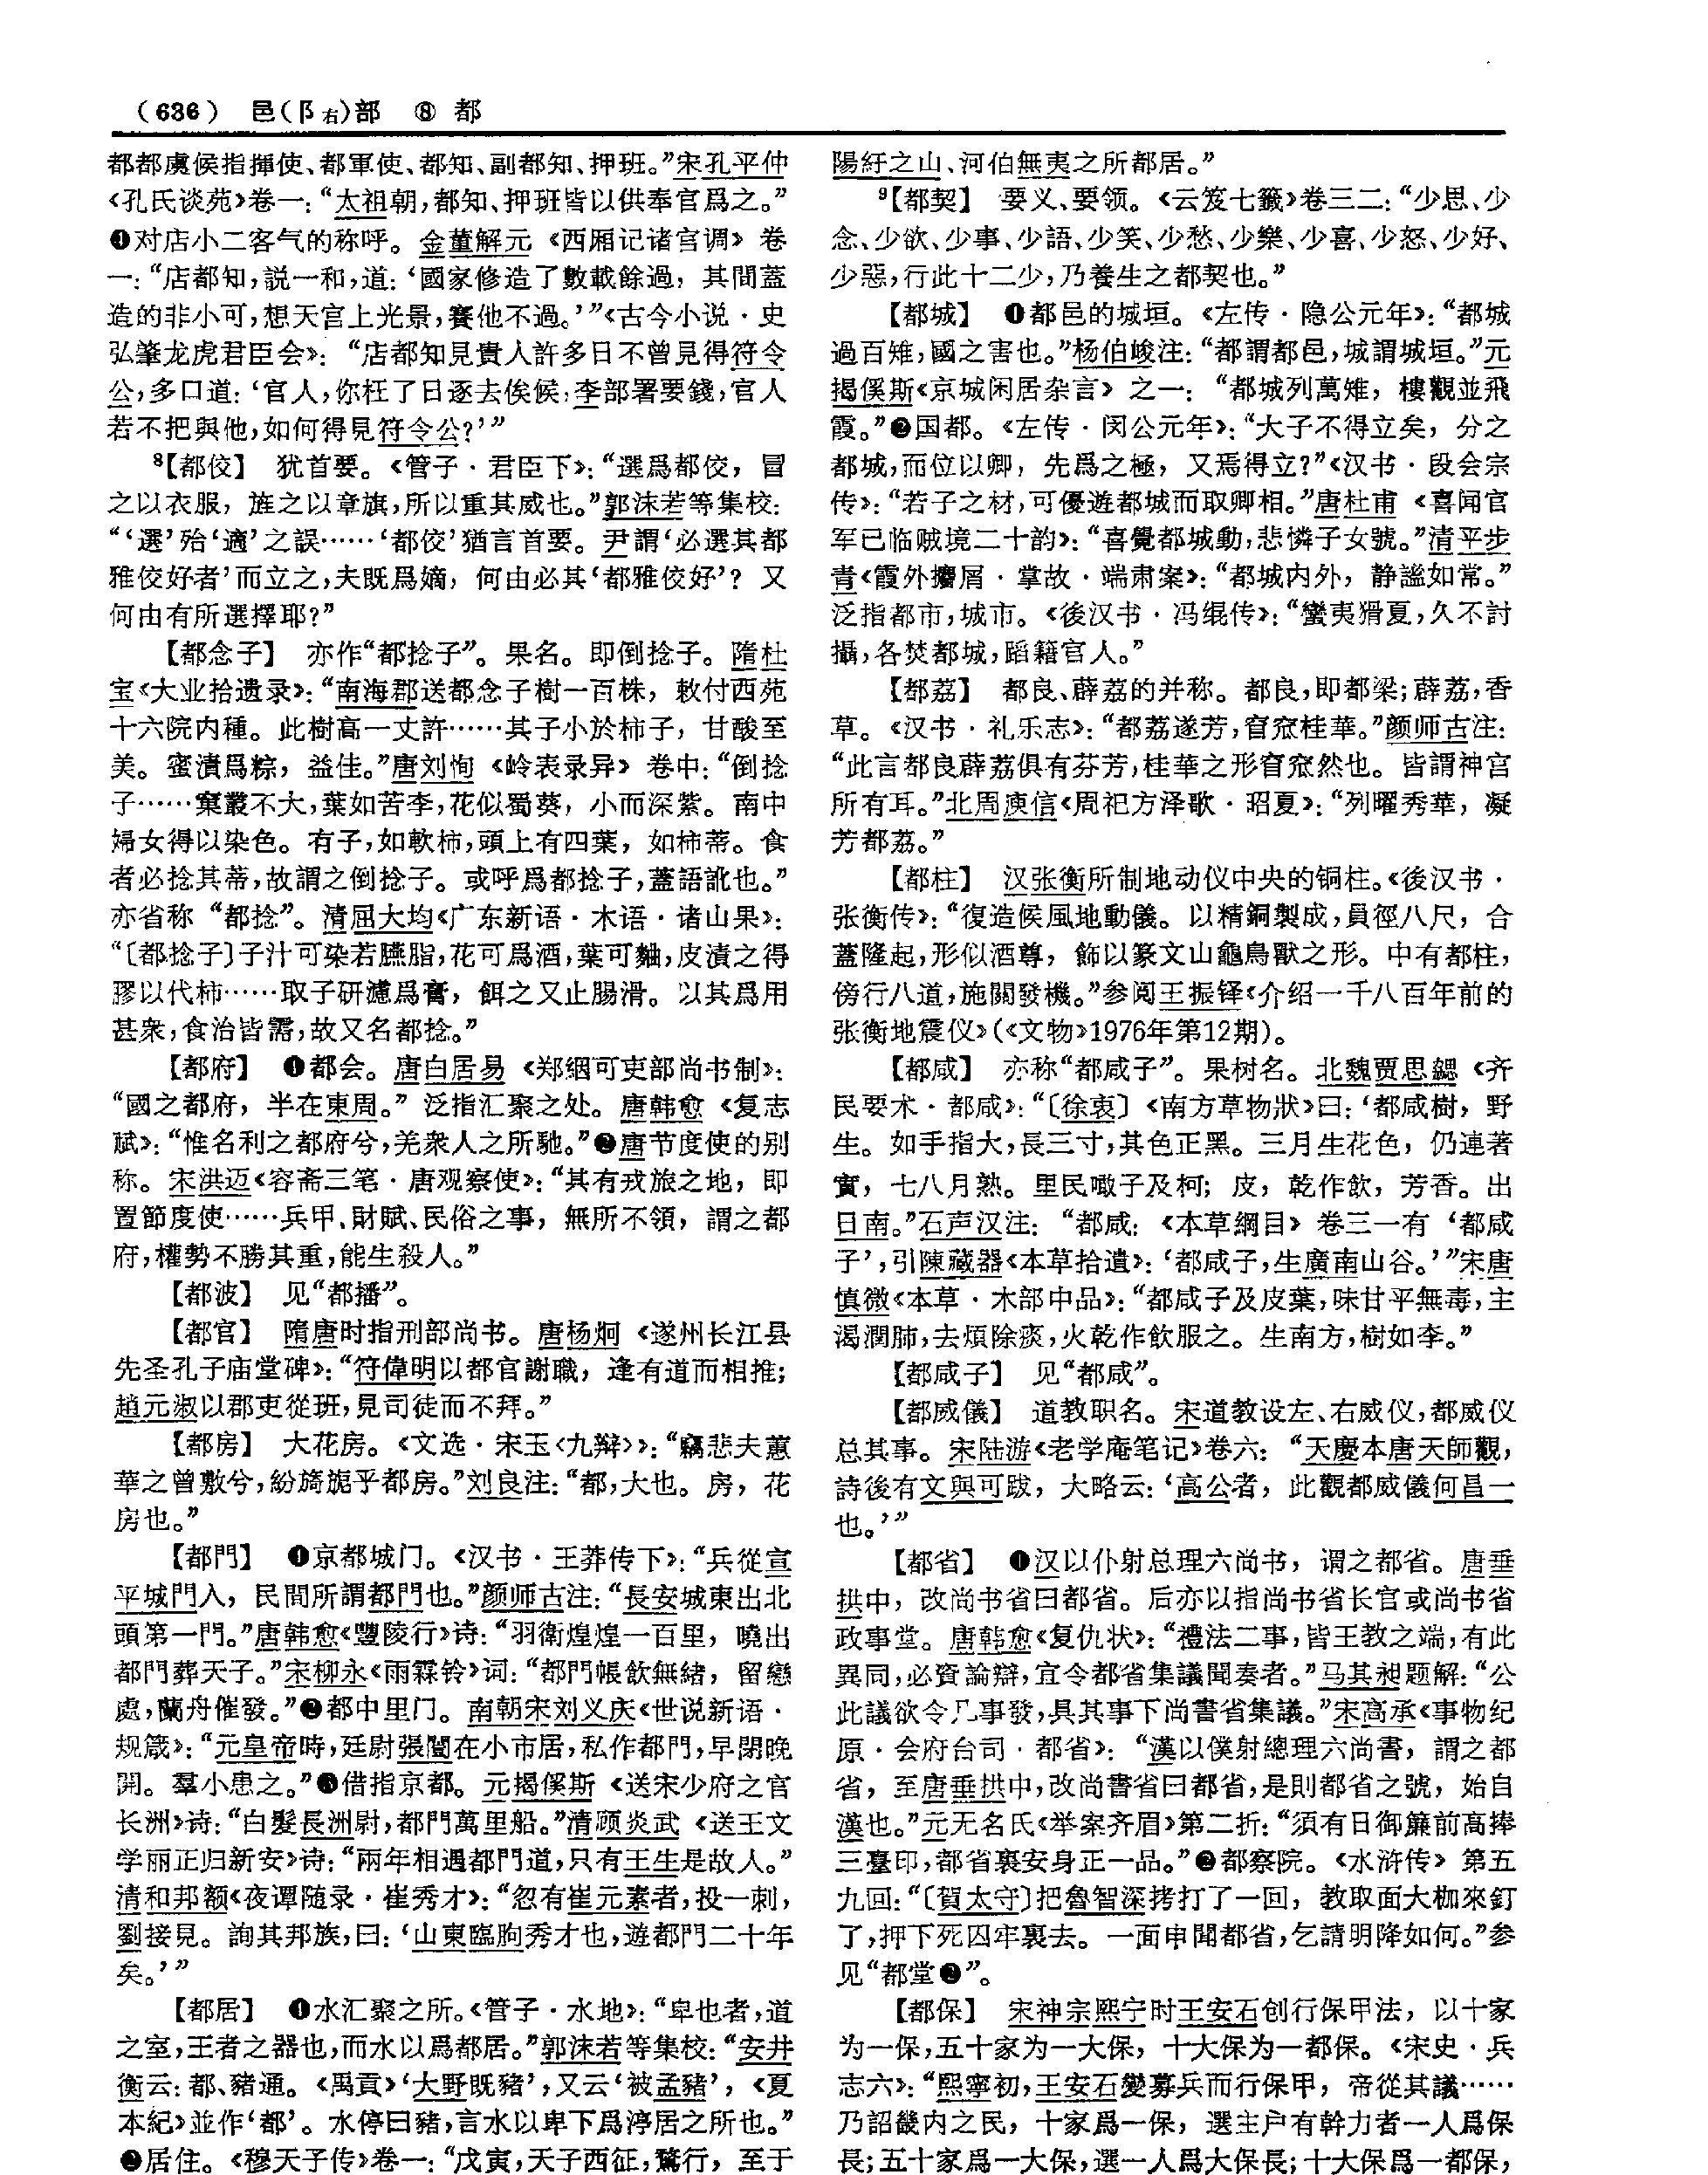 （636） 邑(阝右)部 ⑧ 都
都都虞候指揮使、都軍使、都知、副都知、押班。”宋孔平仲
《孔氏谈苑》卷一：“太祖朝，都知、押班皆以供奉官爲之。”
❹对店小二客气的称呼。金董解元《西厢记诸宫调》卷
一：“店都知，説一和，道：‘國家修造了數載餘過，其間蓋
造的非小可，想天宫上光景，賽他不過。’”《古今小说·史
弘肇龙虎君臣会》：“店都知見貴人許多日不曾見得符令
公，多口道：‘官人，你枉了日逐去俟候，李部署要錢，官人
若不把與他，如何得見符令公？’”
8【都佼】 犹首要。《管子·君臣下》：“選爲都佼，冒
之以衣服，旌之以章旗，所以重其威也。”郭沫若等集校：
“‘選’殆‘適’之誤……‘都佼’猶言首要。尹謂‘必選其都
雅佼好者’而立之，夫既爲嫡，何由必其‘都雅佼好’？又
何由有所選擇耶？”
【都念子】 亦作“都捻子”。果名。即倒捻子。隋杜
宝《大业拾遗录》：“南海郡送都念子樹一百株，敕付西苑
十六院内種。此樹高一丈許……其子小於柿子，甘酸至
美。蜜漬爲粽，益佳。”唐刘恂《岭表录异》卷中：“倒捻
子……窠叢不大，葉如苦李，花似蜀葵，小而深紫。南中
婦女得以染色。有子，如軟柿，頭上有四葉，如柿蒂。食
者必捻其蒂，故謂之倒捻子。或呼爲都捻子，蓋語訛也。”
亦省称“都捻”。清屈大均《广东新语·木语·诸山果》：
“〔都捻子〕子汁可染若臙脂，花可爲酒，葉可麯，皮漬之得
膠以代柿……取子研濾爲膏，餌之又止腸滑。以其爲用
甚衆，食治皆需，故又名都捻。”
【都府】 ❶都会。唐白居易《郑絪可吏部尚书制》：
“國之都府，半在東周。”泛指汇聚之处。唐韩愈《复志
赋》：“惟名利之都府兮，羌衆人之所馳。”❷唐节度使的别
称。宋洪迈《容斋三笔·唐观察使》：“其有戎旅之地，即
置節度使……兵甲、財賦、民俗之事，無所不領，謂之都
府，權勢不勝其重，能生殺人。”
【都波】 见“都播”。
【都官】 隋唐时指刑部尚书。唐杨炯《遂州长江县
先圣孔子庙堂碑》：“符偉明以都官謝職，逢有道而相推；
趙元淑以郡吏從班，見司徒而不拜。”
【都房】 大花房。《文选·宋玉〈九辩〉》：“竊悲夫蕙
華之曾敷兮，紛旖旎乎都房。”刘良注：“都，大也。房，花
房也。”
【都門】 ❶京都城门。《汉书·王莽传下》：“兵從宣
平城門入，民間所謂都門也。”颜师古注：“長安城東出北
頭第一門。”唐韩愈《豐陵行》诗：“羽衛煌煌一百里，曉出
都門葬天子。”宋柳永《雨霖铃》词：“都門帳飲無緒，留戀
處，蘭舟催發。”❷都中里门。南朝宋刘义庆《世说新语·
规箴》：“元皇帝時，廷尉張闓在小市居，私作都門，早閉晚
開。羣小患之。”❸借指京都。元揭傒斯《送宋少府之官
长洲》诗：“白髮長洲尉，都門萬里船。”清顾炎武《送王文
学丽正归新安》诗：“兩年相遇都門道，只有王生是故人。”
清和邦额《夜谭随录·崔秀才》：“忽有崔元素者，投一刺，
劉接見。詢其邦族，曰：‘山東臨朐秀才也，遊都門二十年
矣。’”
【都居】 ❶水汇聚之所。《管子·水地》：“卑也者，道
之室，王者之器也，而水以爲都居。”郭沫若等集校：“安井
衡云：都、豬通。《禹貢》‘大野既豬’，又云‘被孟豬’，《夏
本紀》並作‘都’。水停曰豬，言水以卑下爲渟居之所也。”
❷居住。《穆天子传》卷一：“戊寅，天子西征，騖行，至于
陽紆之山、河伯無夷之所都居。”
9【都契】 要义、要领。《云笈七籤》卷三二：“少思、少
念、少欲、少事、少語、少笑、少愁、少樂、少喜、少怒、少好、
少惡，行此十二少，乃養生之都契也。”
【都城】 ❶都邑的城垣。《左传·隐公元年》：“都城
過百雉，國之害也。”杨伯峻注：“都謂都邑，城謂城垣。”元
揭傒斯《京城闲居杂言》之一：“都城列萬雉，樓觀並飛
霞。”❷国都。《左传·闵公元年》：“大子不得立矣，分之
都城，而位以卿，先爲之極，又焉得立？”《汉书·段会宗
传》：“若子之材，可優遊都城而取卿相。”唐杜甫《喜闻官
军已临贼境二十韵》：“喜覺都城動，悲憐子女號。”清平步
青《霞外攟屑·掌故·端肃案》：“都城内外，静謐如常。”
泛指都市，城市。《後汉书·冯绲传》：“蠻夷猾夏，久不討
攝，各焚都城，蹈籍官人。”
【都荔】 都良、薜荔的并称。都良，即都梁；薜荔，香
草。《汉书·礼乐志》：“都荔遂芳，窅窊桂華。”颜师古注：
“此言都良薜荔俱有芬芳，桂華之形窅窊然也。皆謂神宫
所有耳。”北周庾信《周祀方泽歌·昭夏》：“列曜秀華，凝
芳都荔。”
【都柱】 汉张衡所制地动仪中央的铜柱。《後汉书·
张衡传》：“復造候風地動儀。以精銅製成，員徑八尺，合
蓋隆起，形似酒尊，飾以篆文山龜鳥獸之形。中有都柱，
傍行八道，施關發機。”参阅王振铎《介绍一千八百年前的
张衡地震仪》（《文物》1976年第12期）。
【都咸】 亦称“都咸子”。果树名。北魏贾思勰《齐
民要术·都咸》：“〔徐衷〕《南方草物狀》曰：‘都咸樹，野
生。如手指大，長三寸，其色正黑。三月生花色，仍連著
實，七八月熟。里民噉子及柯；皮，乾作飲，芳香。出
日南。”石声汉注：“都咸：《本草綱目》卷三一有‘都咸
子’，引陳藏器《本草拾遺》：‘都咸子，生廣南山谷。’”宋唐
慎微《本草·木部中品》：“都咸子及皮葉，味甘平無毒，主
渴潤肺，去煩除痰，火乾作飲服之。生南方，樹如李。”
【都咸子】 见“都咸”。
【都威儀】 道教职名。宋道教设左、右威仪，都威仪
总其事。宋陆游《老学庵笔记》卷六：“天慶本唐天師觀，
詩後有文與可跋，大略云：‘高公者，此觀都威儀何昌一
也。’”
【都省】 ❶汉以仆射总理六尚书，谓之都省。唐垂
拱中，改尚书省曰都省。后亦以指尚书省长官或尚书省
政事堂。唐韩愈《复仇状》：“禮法二事，皆王教之端，有此
異同，必資論辯，宜令都省集議聞奏者。”马其昶题解：“公
此議欲令凡事發，具其事下尚書省集議。”宋高承《事物纪
原·会府台司·都省》：“漢以僕射總理六尚書，謂之都
省，至唐垂拱中，改尚書省曰都省，是則都省之號，始自
漢也。”元无名氏《举案齐眉》第二折：“須有日御簾前高捧
三臺印，都省裏安身正一品。”❷都察院。《水浒传》第五
九回：“〔賀太守〕把魯智深拷打了一回，教取面大枷來釘
了，押下死囚牢裏去。一面申聞都省，乞請明降如何。”参
见“都堂❷”。
【都保】 宋神宗熙宁时王安石创行保甲法，以十家
为一保，五十家为一大保，十大保为一都保。《宋史·兵
志六》：“熙寧初，王安石變募兵而行保甲，帝從其議……
乃詔畿内之民，十家爲一保，選主户有幹力者一人爲保
長；五十家爲一大保，選一人爲大保長；十大保爲一都保，